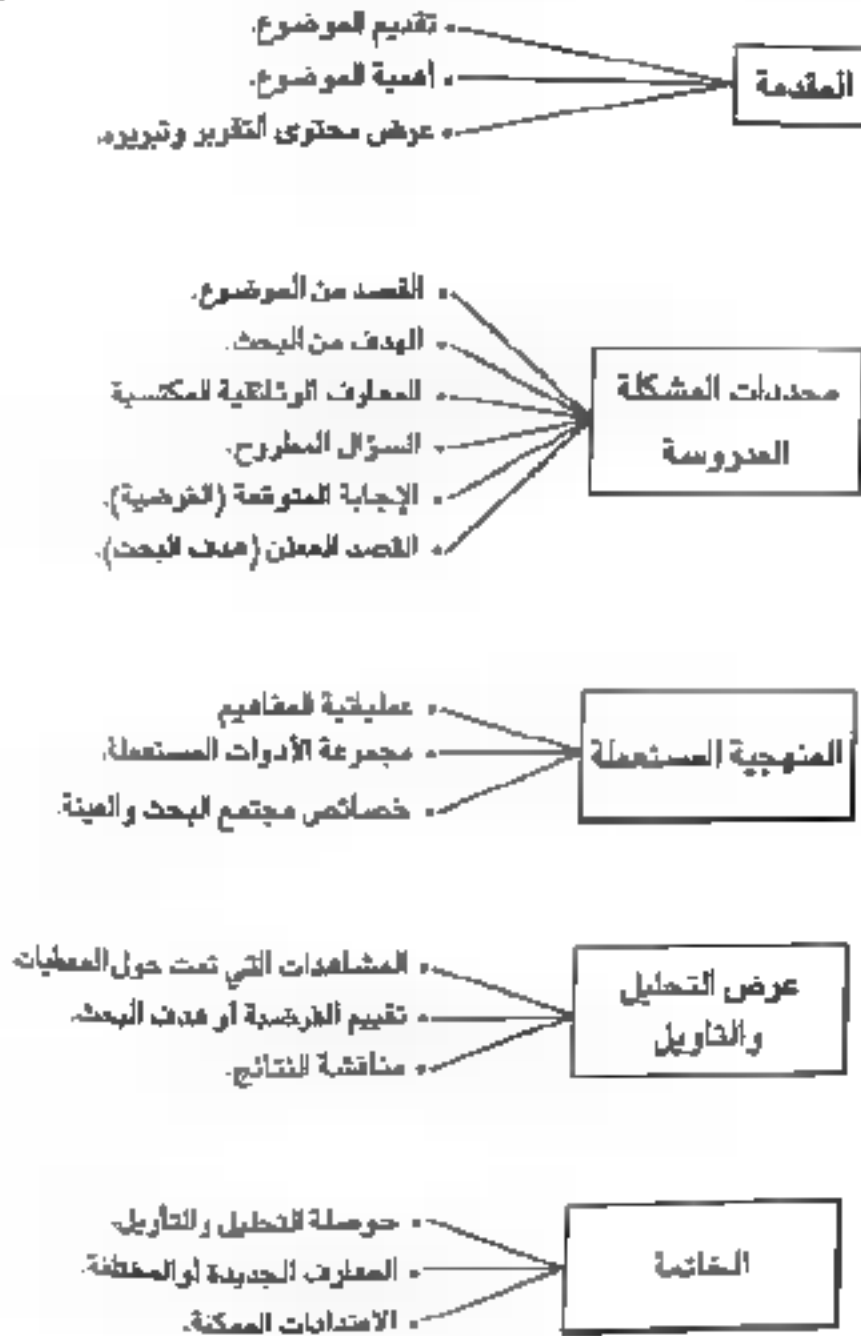 المقدمة
• تقديم الموضوع.
• أهمية الموضوع.
• عرض محتوى التقرير وتبريره.
محددات المشكلة
المدروسة
• القصد من الموضوع.
• الهدف من البحث.
• المعارف الوثائقية المكتسبة
• السؤال المطروح.
• الإجابة المتوقعة (الفرضية).
• القصد المعلن (هدف البحث).
المنهجية المستعملة
• عملياتية المفاهيم
• مجموعة الأدوات المستعملة.
• خصائص مجتمع البحث والعينة.
عرض التحليل
والتاويل
• المشاهدات التي تمت حول المعطيات.
• تقييم الفرضية أو هدف البحث.
• مناقشة النتائج.
الخاتمة
• حوصلة التحليل والتأويل.
• المعارف الجديدة أو المختلفة.
• الامتدادات الممكنة.